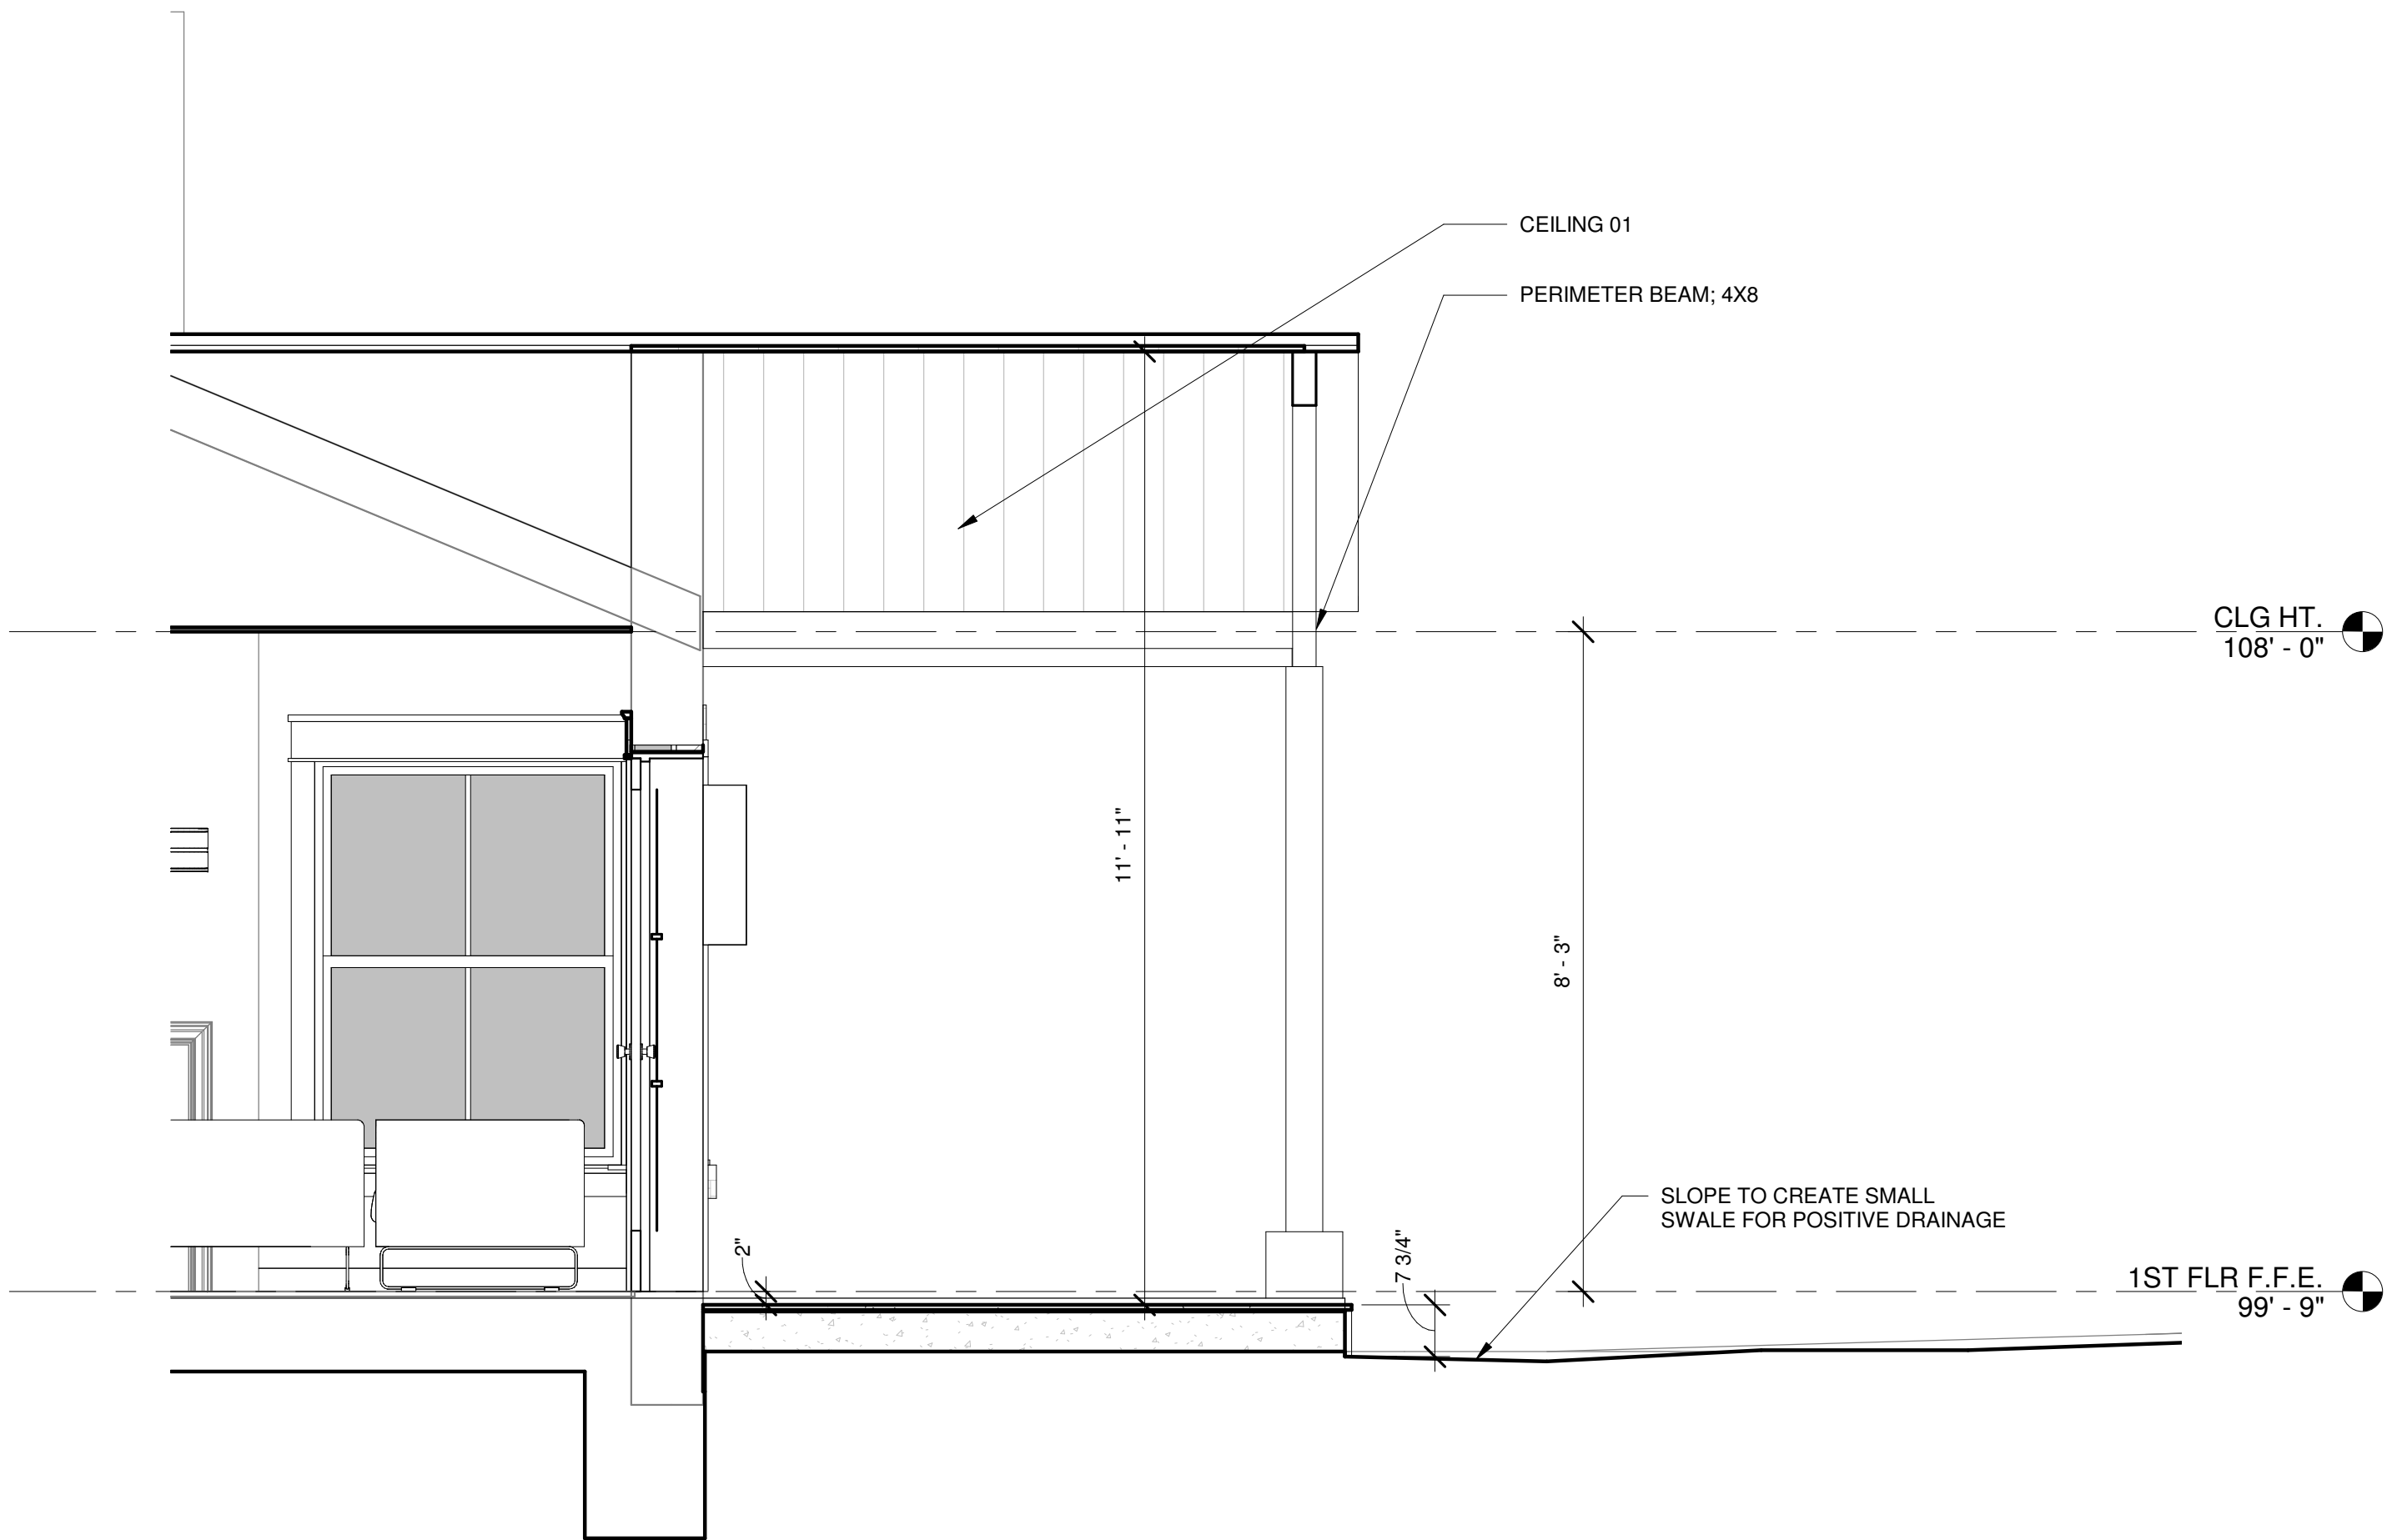 CEILING 01
PERIMETER BEAM; 4X8
CLG HT.
108' - 0"
11' - 11"
8' - 3"
SLOPE TO CREATE SMALL
SWALE FOR POSITIVE DRAINAGE
2"
7 3/4"
1ST FLR F.F.E.
99' - 9"